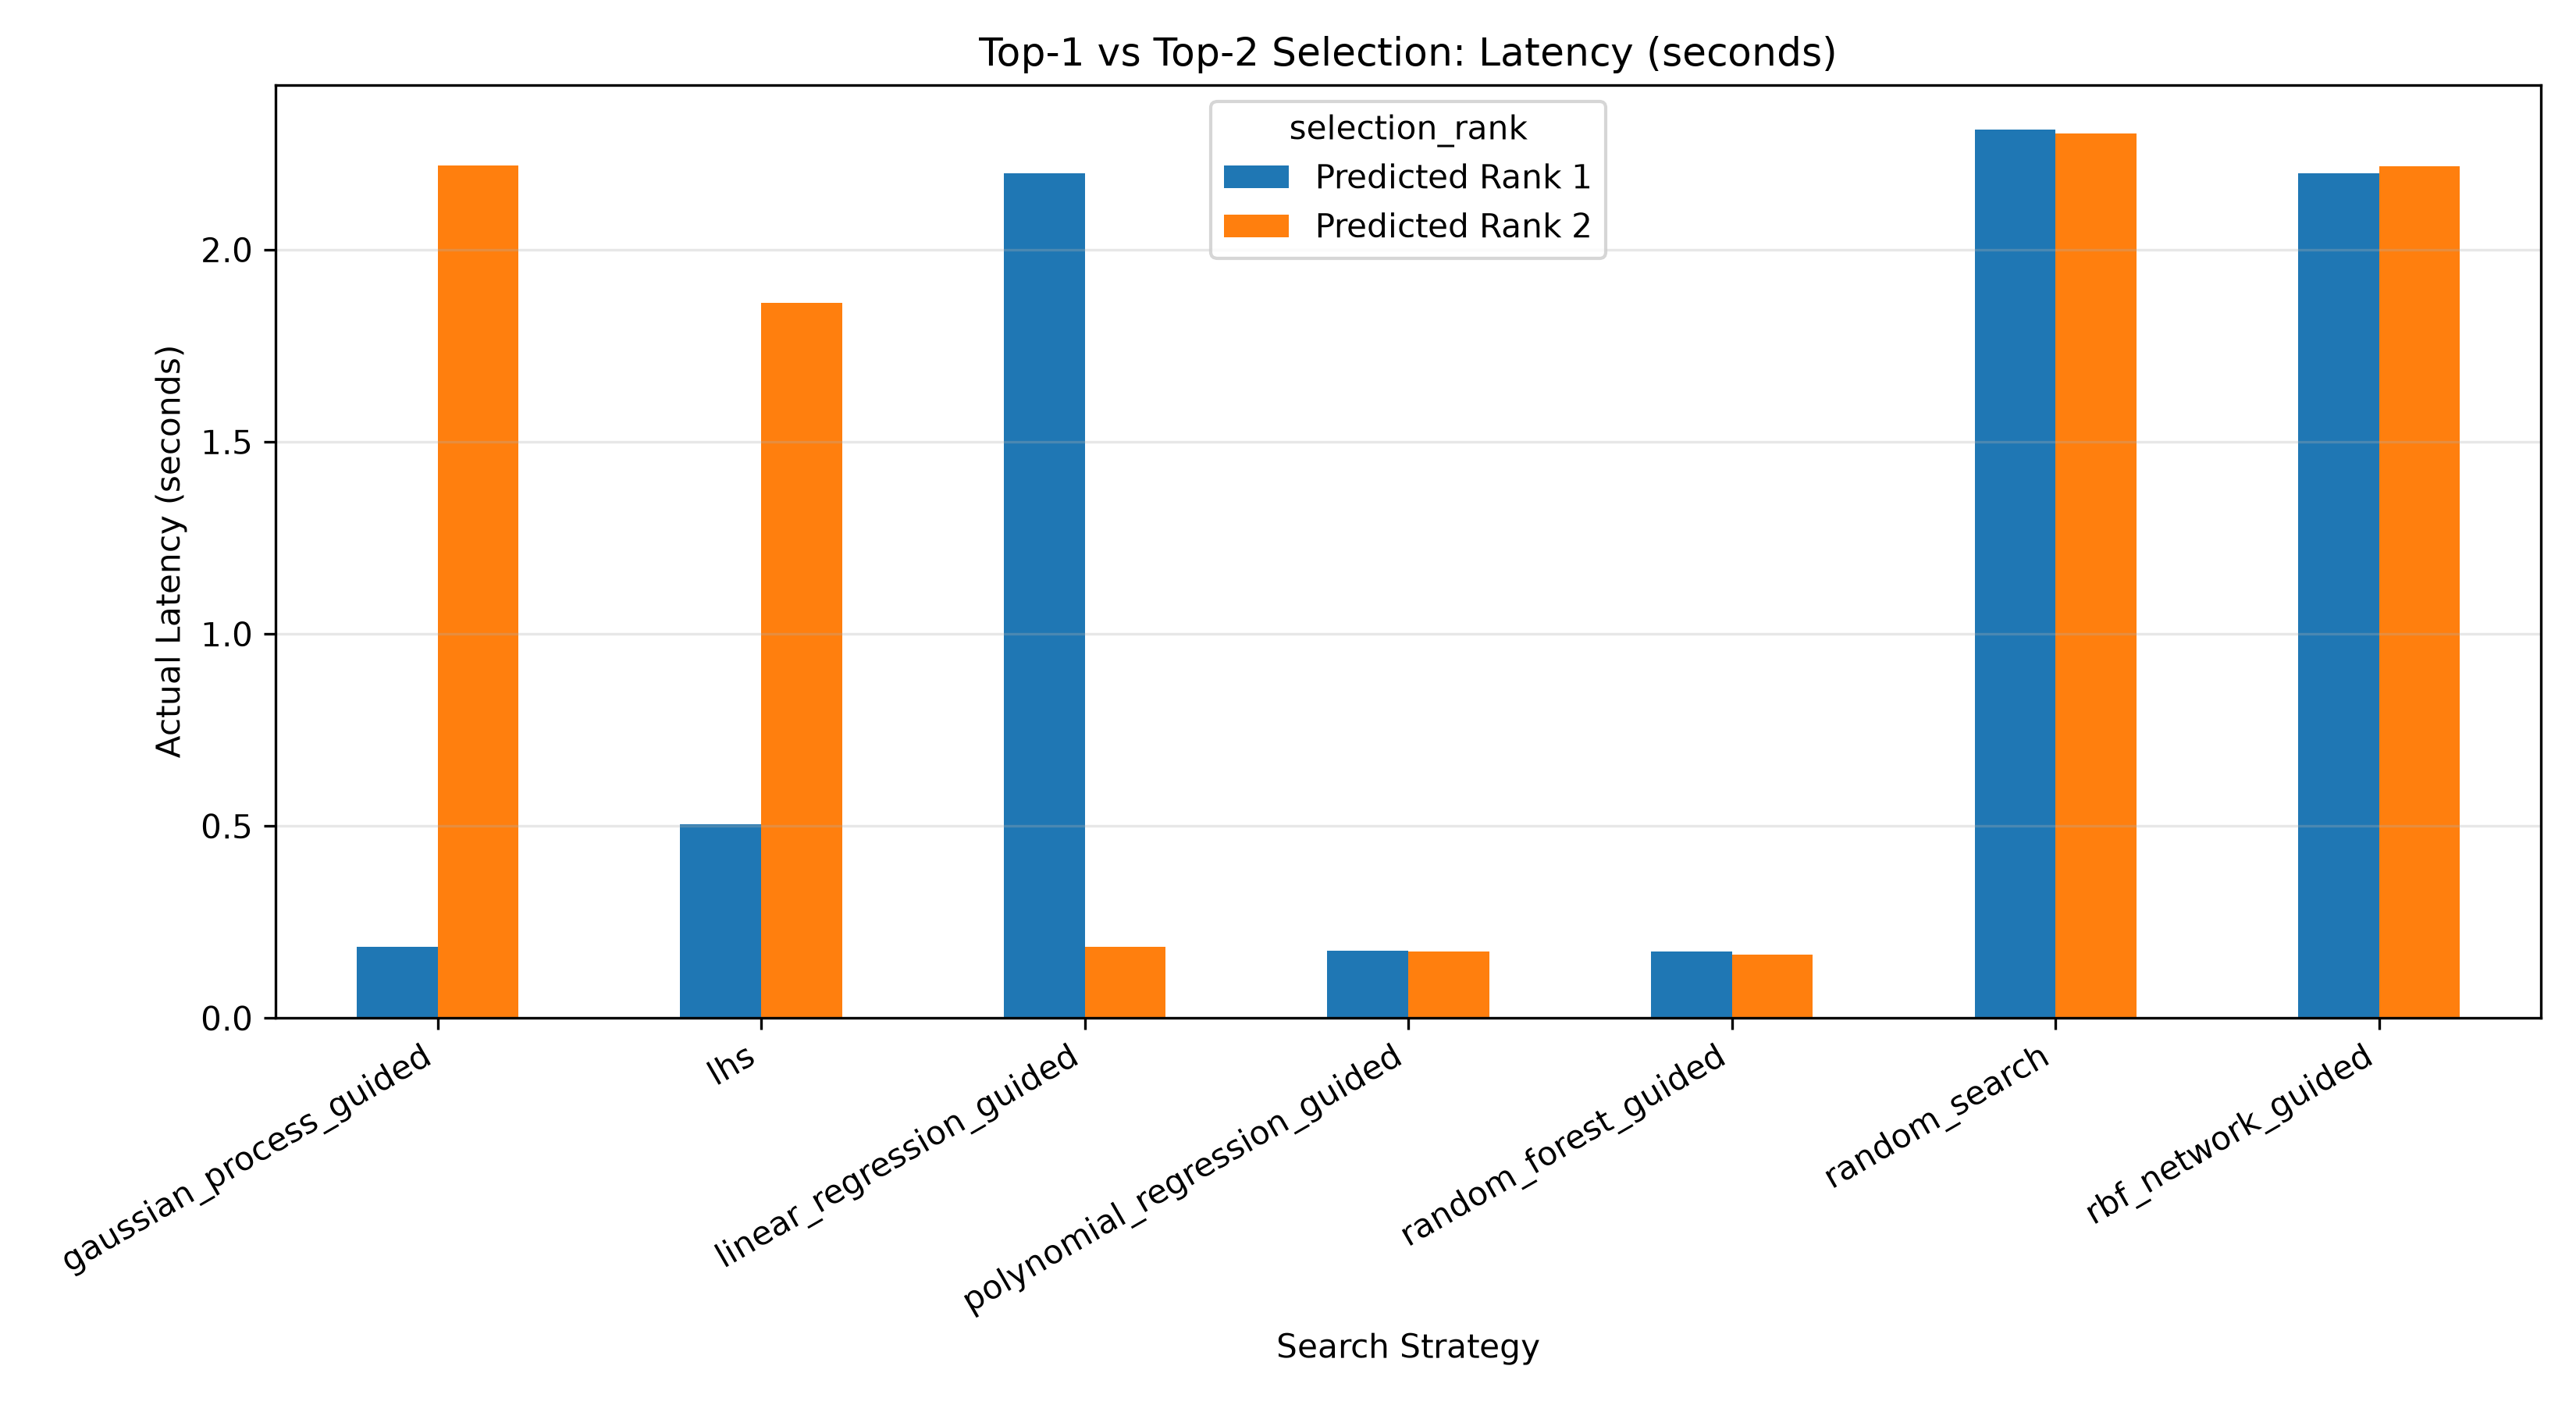 Top-1 vs Top-2 Selection: Latency (seconds)
selection_rank
Predicted Rank 1
Predicted Rank 2
Actual Latency (seconds)
2.0
1.5
1.0
0.5
0.0
gaussian_process_guided
lhs
linear_regression_guided
polynomial_regression_guided
random_forest_guided
random_search
rbf_network_guided
Search Strategy